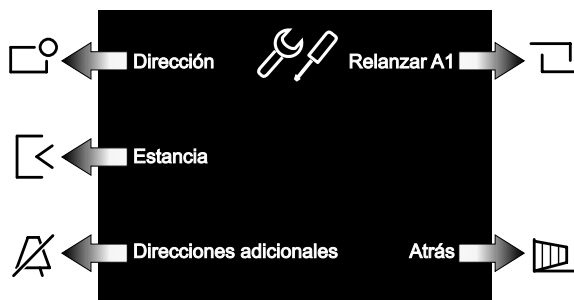 Dirección
Relanzar A1
Estancia
Direcciones adicionales
Atrás